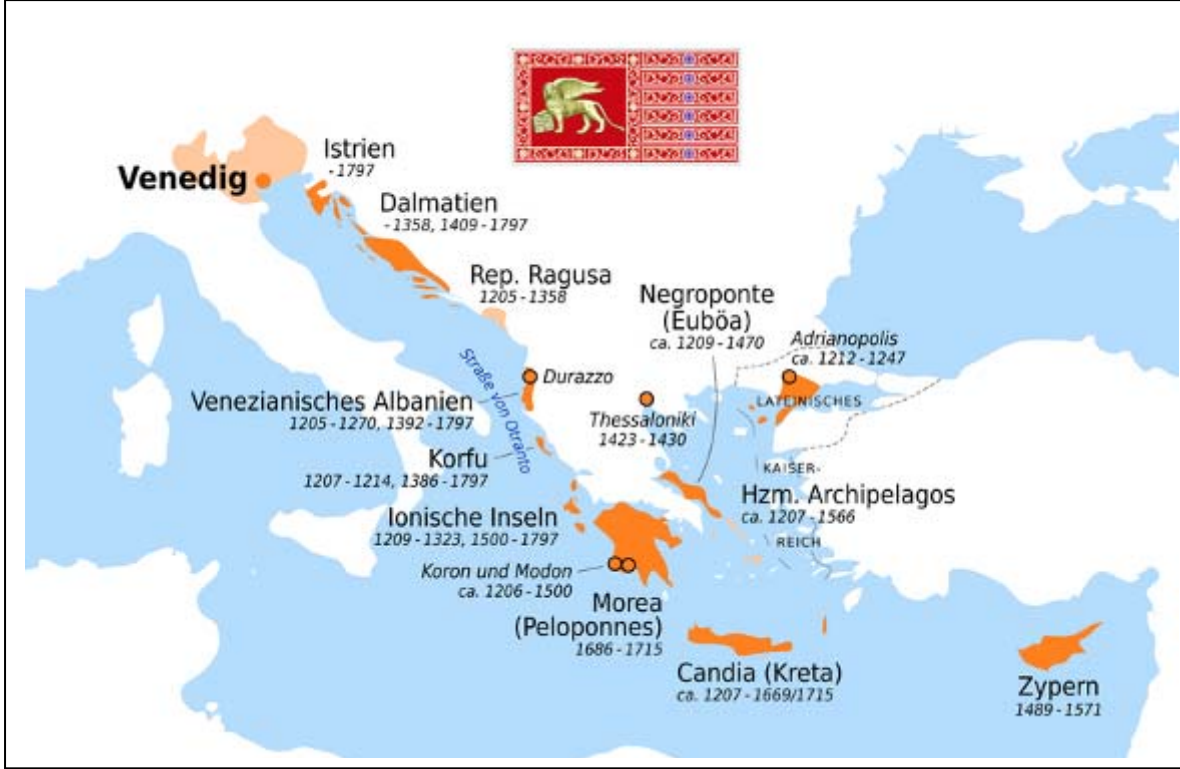 Istrien
- 1797
Venedig
Dalmatien
- 1358, 1409 - 1797
Rep. Ragusa
1205 - 1358
Negroponte
(Euböa)
ca. 1209 - 1470
Adrianopolis
ca. 1212 - 1247
Straße von Otranto
Durazzo
Venezianisches Albanien
1205 - 1270, 1392 - 1797
LATEINISCHES
Thessaloniki
1423 - 1430
Korfu
1207 - 1214, 1386 - 1797
KAISER-
Hzm. Archipelagos
ca. 1207 - 1566
Ionische Inseln
1209 - 1323, 1500 - 1797
REICH
Koron und Modon
ca. 1206 - 1500
Morea
(Peloponnes)
1686 - 1715
Candia (Kreta)
ca. 1207 - 1669/1715
Zypern
1489 - 1571